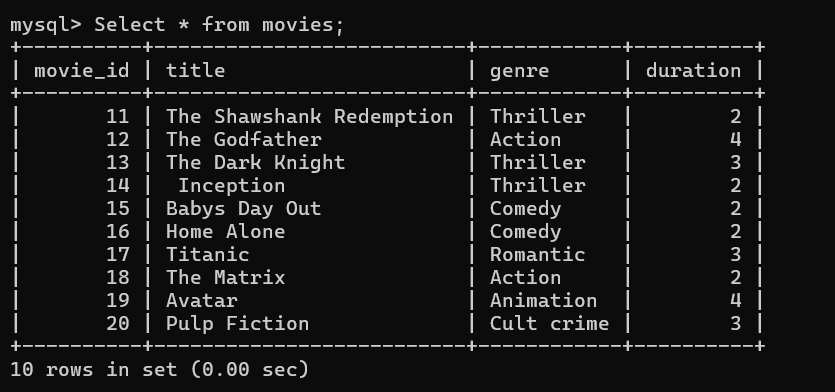 mysql> Select * from movies;
+----------+--------------------------+------------+----------+
| movie_id | title                    | genre      | duration |
+----------+--------------------------+------------+----------+
|       11 | The Shawshank Redemption | Thriller   |        2 |
|       12 | The Godfather            | Action     |        4 |
|       13 | The Dark Knight          | Thriller   |        3 |
|       14 |  Inception               | Thriller   |        2 |
|       15 | Babys Day Out            | Comedy     |        2 |
|       16 | Home Alone               | Comedy     |        2 |
|       17 | Titanic                  | Romantic   |        3 |
|       18 | The Matrix               | Action     |        2 |
|       19 | Avatar                   | Animation  |        4 |
|       20 | Pulp Fiction             | Cult crime |        3 |
+----------+--------------------------+------------+----------+
10 rows in set (0.00 sec)